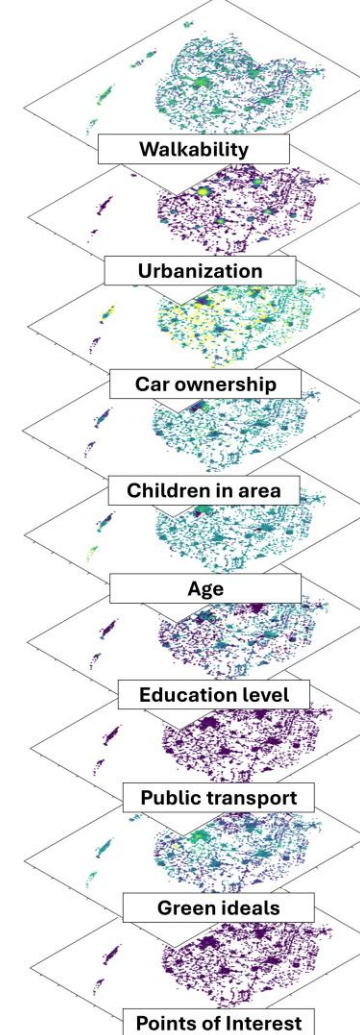 Walkability
Urbanization
Car ownership
Children in area
Age
Education level
Public transport
Green ideals
Points of Interest